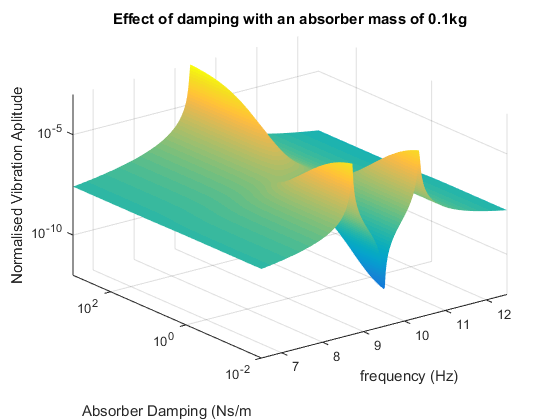 Effect of damping with an absorber mass of 0.1kg
Normalised Vibration Aplitude
10^-5
10^-10
10^2
10^0
10^-2
7
8
9
10
11
12
frequency (Hz)
Absorber Damping (Ns/m